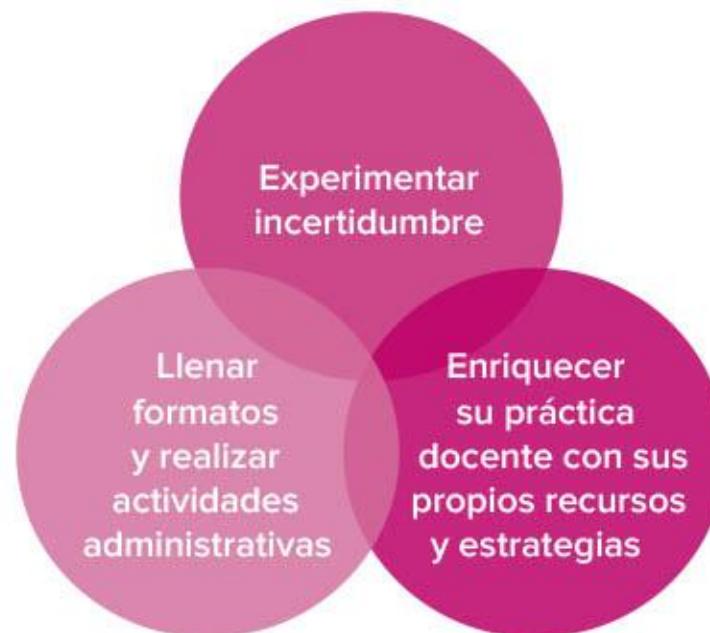 Experimentar
incertidumbre
Llenar
formatos
y realizar
actividades
administrativas
Enriquecer
su práctica
docente con sus
propios recursos
y estrategias